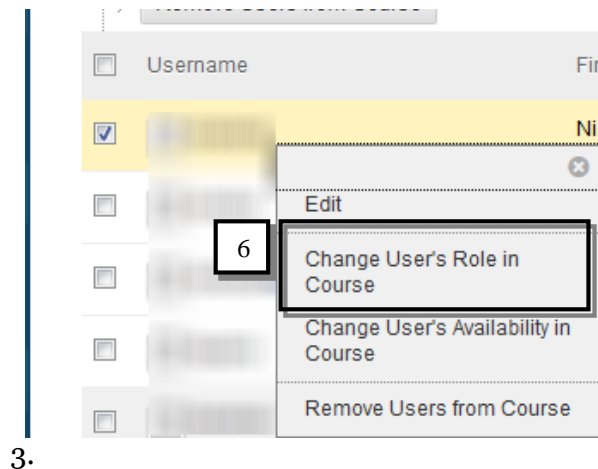 Remove Users from Course
Username
Fir
Ni
Edit
6
Change User's Role in
Course
Change User's Availability in
Course
Remove Users from Course
3.